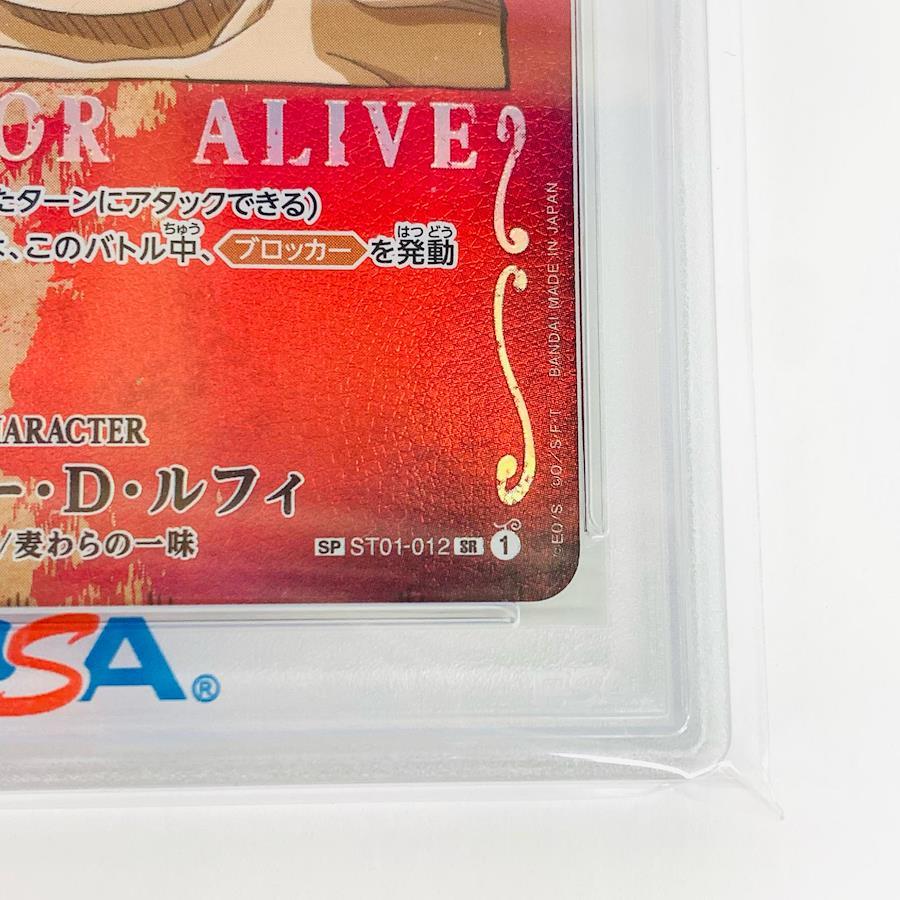 OR ALIVE
たターンにアタックできる)
、このバトル中、ブロッカーを発動
ちゅう
はつどう
BANDAI MADE IN JAPAN
©O/S/F・T
CHARACTER
ー・D・ルフィ
/麦わらの一味
SP ST01-012 SR 1
PSA®